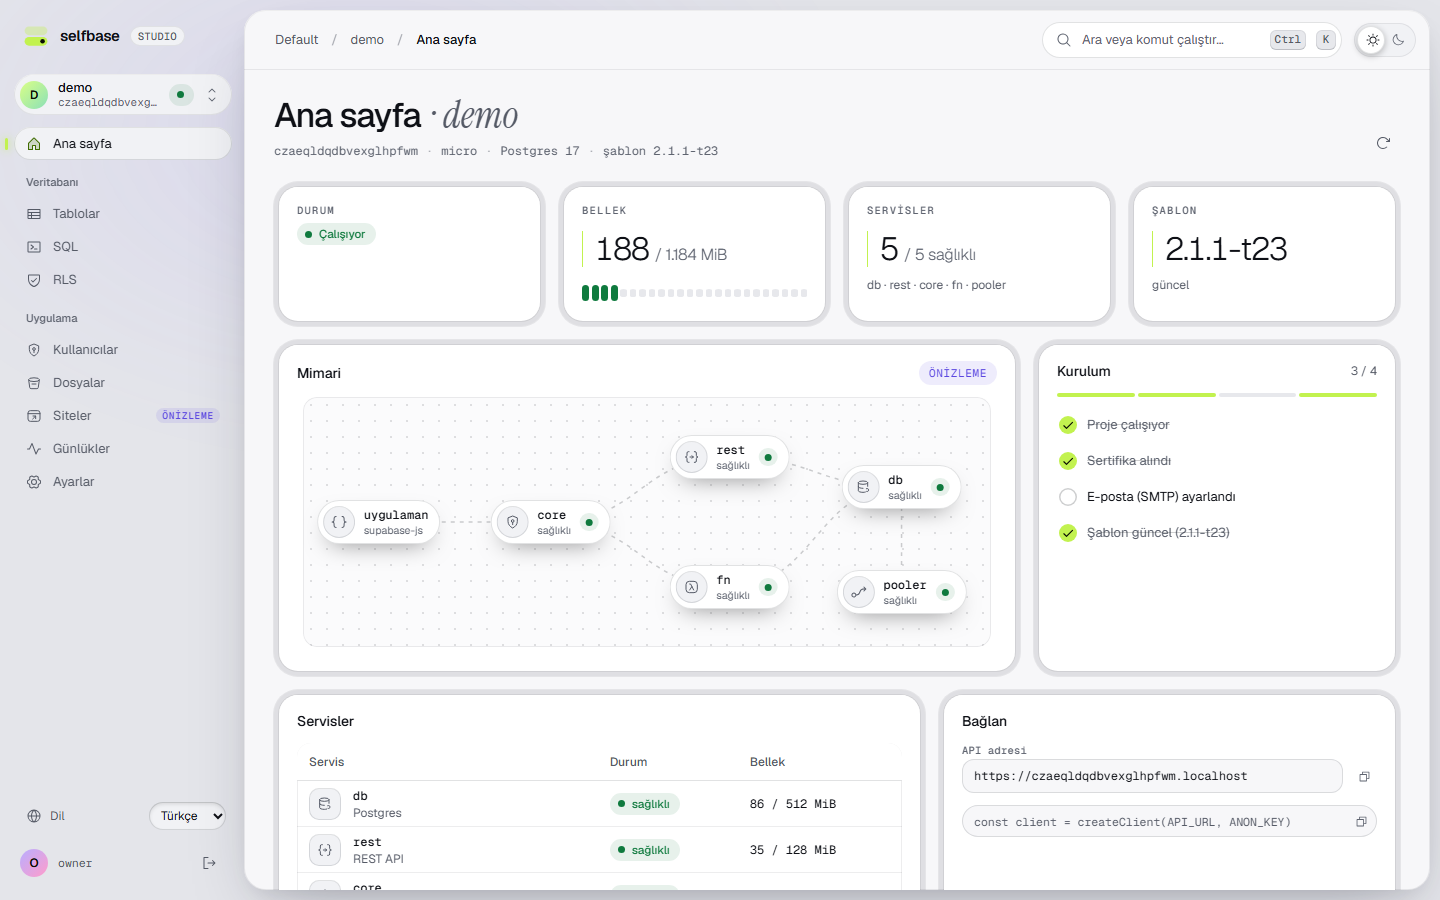 selfbase STUDIO
demo
czaeqldqdbvexg...
Ana sayfa
Veritabanı
Tablolar
SQL
RLS
Uygulama
Kullanıcılar
Dosyalar
Siteler ÖNİZLEME
Günlükler
Ayarlar
Dil Türkçe
O owner
Default / demo / Ana sayfa
Ara veya komut çalıştır... Ctrl K
Ana sayfa · demo
czaeqldqdbvexglhpfwm · micro · Postgres 17 · şablon 2.1.1-t23
DURUM
Çalışıyor
BELLEK
188 / 1.184 MiB
SERVİSLER
5 / 5 sağlıklı
db · rest · core · fn · pooler
ŞABLON
2.1.1-t23
güncel
Mimari ÖNİZLEME
uygulaman
supabase-js
core
sağlıklı
rest
sağlıklı
fn
sağlıklı
db
sağlıklı
pooler
sağlıklı
Kurulum 3 / 4
Proje çalışıyor
Sertifika alındı
E-posta (SMTP) ayarlandı
Şablon güncel (2.1.1-t23)
Servisler
Servis Durum Bellek
db
Postgres
sağlıklı
86 / 512 MiB
rest
REST API
sağlıklı
35 / 128 MiB
core
Bağlan
API adresi
https://czaeqldqdbvexglhpfwm.localhost
const client = createClient(API_URL, ANON_KEY)
D